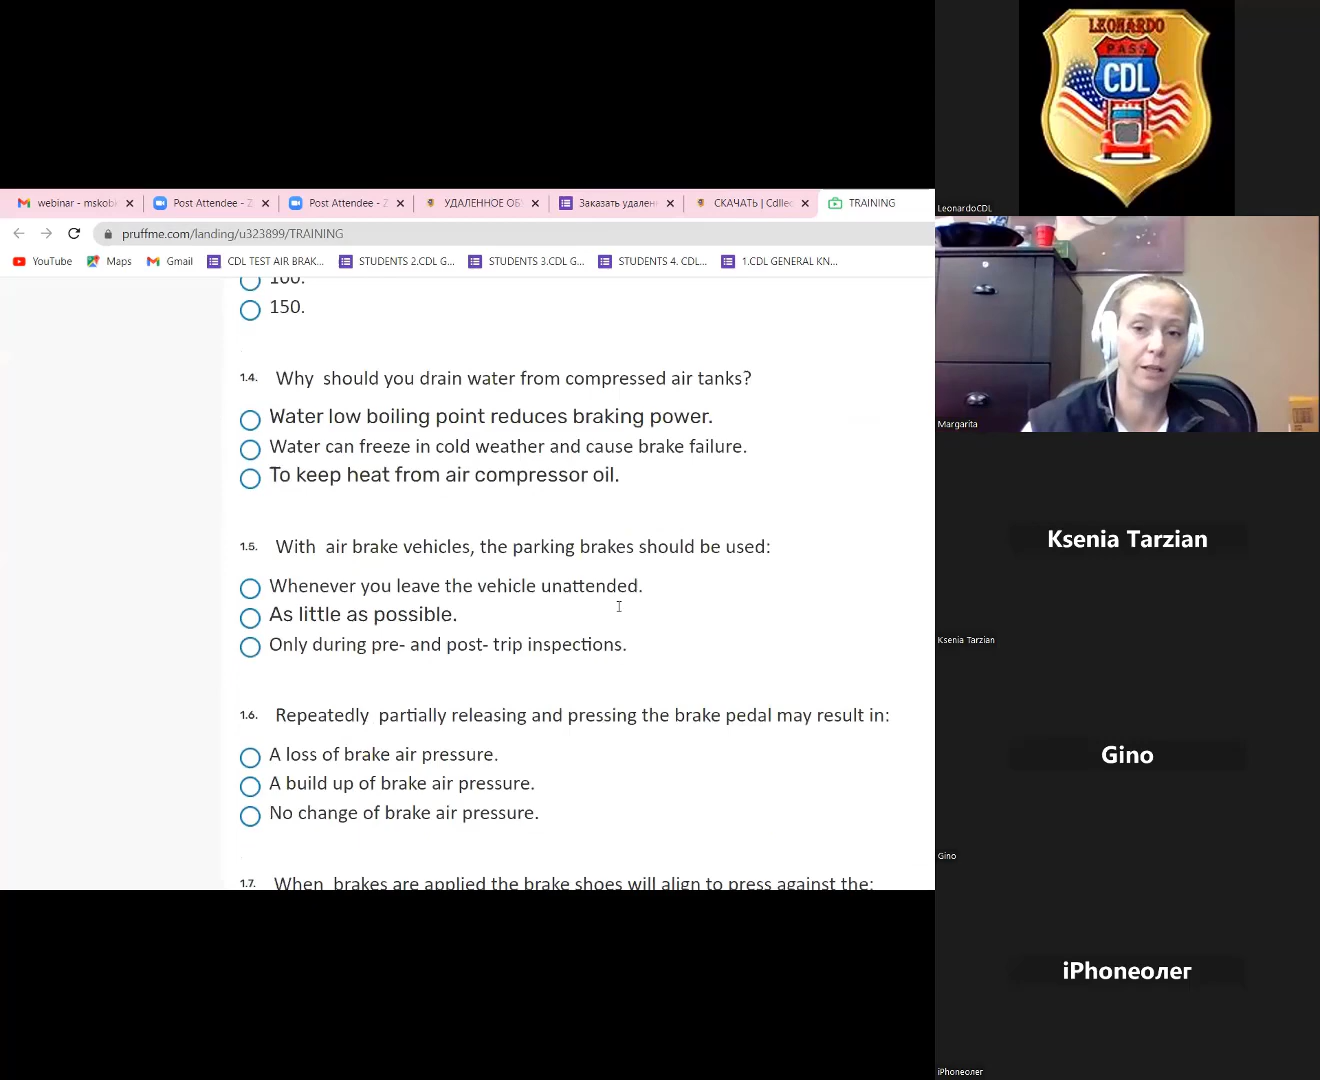 LEONARDO
PASS
CDL
LeonardoCDL
webinar - mskobl
Post Attendee - Z
Post Attendee - Z
УДАЛЕННОЕ ОБУ
Заказать удален
СКАЧАТЬ | Cdlleo
TRAINING
pruffme.com/landing/u323899/TRAINING
YouTube
Maps
Gmail
CDL TEST AIR BRAK...
STUDENTS 2.CDL G...
STUDENTS 3.CDL G...
STUDENTS 4. CDL...
1.CDL GENERAL KN...
100.
150.
1.4. Why should you drain water from compressed air tanks?
Water low boiling point reduces braking power.
Water can freeze in cold weather and cause brake failure.
To keep heat from air compressor oil.
1.5. With air brake vehicles, the parking brakes should be used:
Whenever you leave the vehicle unattended.
As little as possible.
Only during pre- and post- trip inspections.
1.6. Repeatedly partially releasing and pressing the brake pedal may result in:
A loss of brake air pressure.
A build up of brake air pressure.
No change of brake air pressure.
1.7. When brakes are applied the brake shoes will align to press against the:
Margarita
Ksenia Tarzian
Ksenia Tarzian
Gino
Gino
iPhoneолег
iPhoneолег